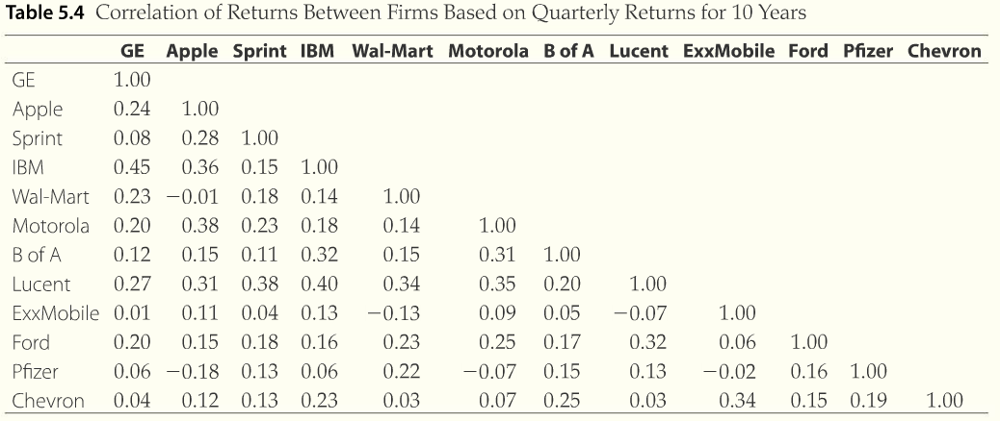 Table 5.4 Correlation of Returns Between Firms Based on Quarterly Returns for 10 Years
GE Apple Sprint IBM Wal-Mart Motorola B of A Lucent ExxMobile Ford Pfizer Chevron
GE 1.00
Apple 0.24 1.00
Sprint 0.08 0.28 1.00
IBM 0.45 0.36 0.15 1.00
Wal-Mart 0.23 −0.01 0.18 0.14 1.00
Motorola 0.20 0.38 0.23 0.18 0.14 1.00
B of A 0.12 0.15 0.11 0.32 0.15 0.31 1.00
Lucent 0.27 0.31 0.38 0.40 0.34 0.35 0.20 1.00
ExxMobile 0.01 0.11 0.04 0.13 −0.13 0.09 0.05 −0.07 1.00
Ford 0.20 0.15 0.18 0.16 0.23 0.25 0.17 0.32 0.06 1.00
Pfizer 0.06 −0.18 0.13 0.06 0.22 −0.07 0.15 0.13 −0.02 0.16 1.00
Chevron 0.04 0.12 0.13 0.23 0.03 0.07 0.25 0.03 0.34 0.15 0.19 1.00